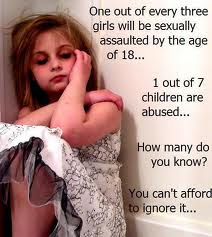 One out of every three
girls will be sexually
assaulted by the age
of 18...
1 out of 7
children are
abused...
How many do
you know?
You can't afford
to ignore it...